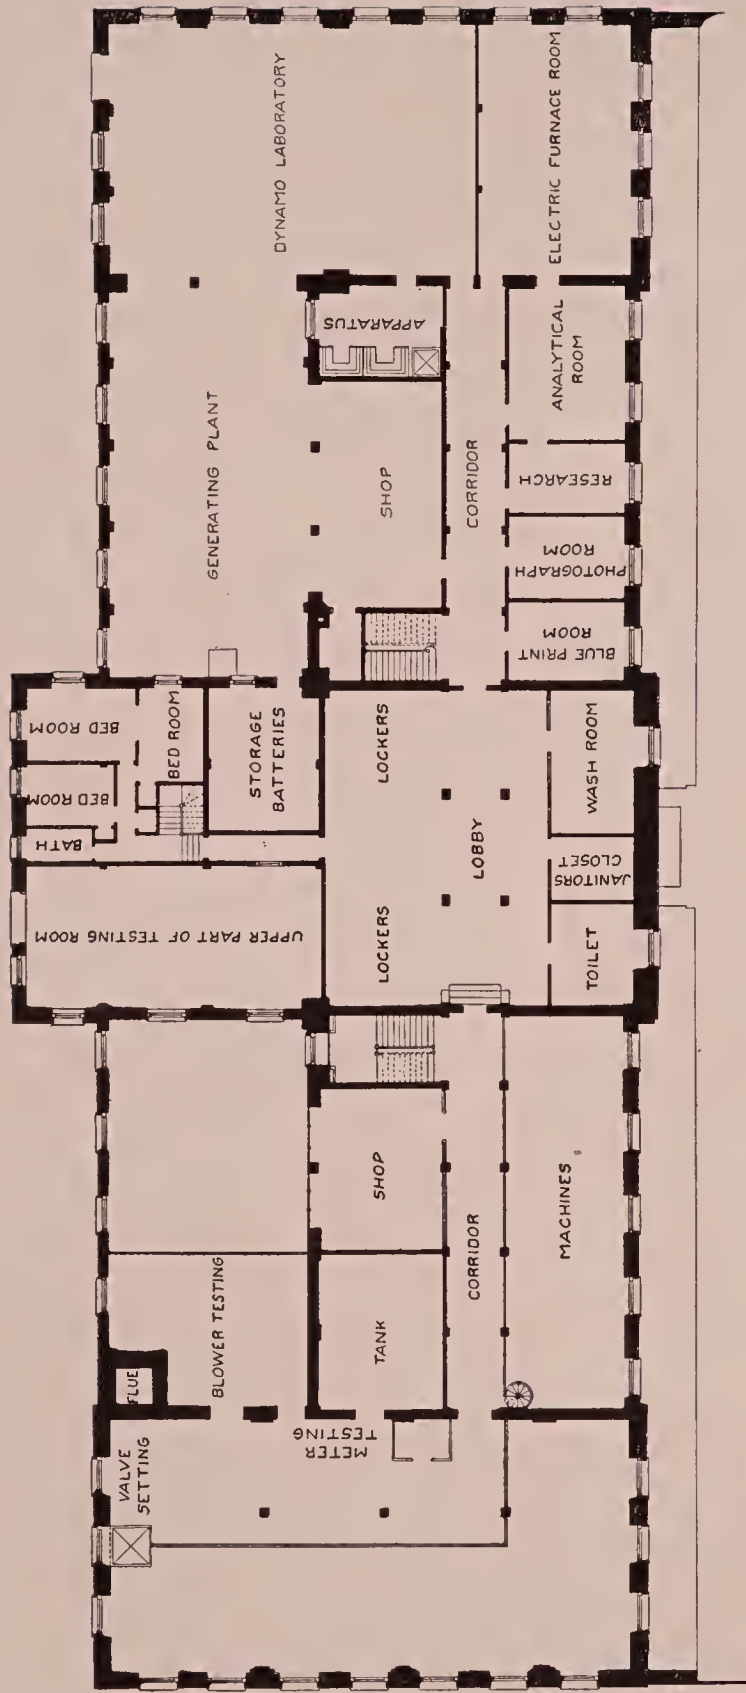 DYNAMO LABORATORY
ELECTRIC FURNACE ROOM
APPARATUS
ANALYTICAL
ROOM
GENERATING PLANT
SHOP
CORRIDOR
RESEARCH
PHOTOGRAPH
ROOM
BLUE PRINT
ROOM
BED ROOM
BED ROOM
BED ROOM
BATH
STORAGE
BATTERIES
LOCKERS
LOBBY
WASH ROOM
JANITORS
CLOSET
UPPER PART OF TESTING ROOM
LOCKERS
TOILET
SHOP
CORRIDOR
MACHINES
BLOWER TESTING
TANK
FLUE
METER
TESTING
VALVE
SETTING